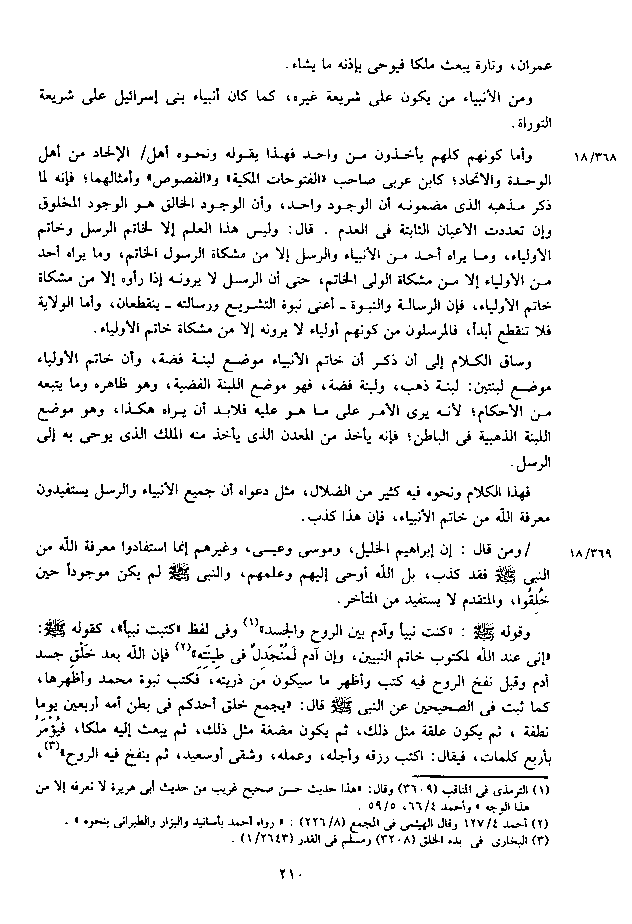 عمران، وتارة يبعث ملكا فيوحى بإذنه ما يشاء.
ومن الأنبياء من يكون على شريعة غيره، كما كان أنبياء بنى إسرائيل على شريعة
التوراة.
١٨/٣٦٨
وأما كونهم كلهم يأخذون من واحد فهذا يقوله ونحوه أهل/ الإلحاد من أهل
الوحدة والاتحاد؛ كابن عربى صاحب «الفتوحات المكية» و«الفصوص» وأمثالهما؛ فإنه لما
ذكر مذهبه الذى مضمونه أن الوجود واحد، وأن الوجود الخالق هو الوجود المخلوق
وإن تعددت الأعيان الثابتة فى العدم . قال: وليس هذا العلم إلا لخاتم الرسل وخاتم
الأولياء، وما يراه أحد من الأنبياء والرسل إلا من مشكاة الرسول الخاتم، وما يراه أحد
من الأولياء إلا من مشكاة الولى الخاتم، حتى أن الرسل لا يرونه إذا رأوه إلا من مشكاة
خاتم الأولياء، فإن الرسالة والنبوة ـ أعنى نبوة التشريع ورسالته ـ ينقطعان، وأما الولاية
فلا تنقطع أبداً، فالمرسلون من كونهم أولياء لا يرونه إلا من مشكاة خاتم الأولياء.
وساق الكلام إلى أن ذكر أن خاتم الأنبياء موضع لبنة فضة، وأن خاتم الأولياء
موضع لبنتين: لبنة ذهب، ولبنة فضة، فهو موضع اللبنة الفضية، وهو ظاهره وما يتبعه
من الأحكام؛ لأنه يرى الأمر على ما هو عليه فلابد أن يراه هكذا، وهو موضع
اللبنة الذهبية فى الباطن؛ فإنه يأخذ من المعدن الذى يأخذ منه الملك الذى يوحى به إلى
الرسل.
فهذا الكلام ونحوه فيه كثير من الضلال، مثل دعواه أن جميع الأنبياء والرسل يستفيدون
معرفة الله من خاتم الأنبياء، فإن هذا كذب.
١٨/٣٦٩
/ومن قال : إن إبراهيم الخليل، وموسى وعيسى، وغيرهم إنما استفادوا معرفة الله من
النبى ﷺ فقد كذب، بل الله أوحى إليهم وعلمهم، والنبى ﷺ لم يكن موجوداً حين
خُلِقُوا، والمتقدم لا يستفيد من المتأخر.
وقوله ﷺ : «كنت نبياً وآدم بين الروح والجسد»(١) وفى لفظ «كتبت نبياً»، كقوله ﷺ:
«إنى عند الله لمكتوب خاتم النبيين، وإن آدم لَمُنْجَدِلٌ فى طِينَتِهِ»(٢) فإن الله بعد خلق جسد
آدم وقبل نفخ الروح فيه كتب وأظهر ما سيكون من ذريته، فكتب نبوة محمد وأظهرها،
كما ثبت فى الصحيحين عن النبى ﷺ قال: «يجمع خلق أحدكم فى بطن أمه أربعين يوما
نطفة ، ثم يكون علقة مثل ذلك، ثم يكون مضغة مثل ذلك، ثم يبعث إليه ملكا، فَيُؤْمَرُ
بأربع كلمات، فيقال: اكتب رزقه وأجله، وعمله، وشقى أوسعيد، ثم ينفخ فيه الروح»(٣)،
(١) الترمذى فى المناقب (٣٦٠٩) وقال: «هذا حديث حسن صحيح غريب من حديث أبى هريرة لا نعرفه إلا من
هذا الوجه » وأحمد ٦٦/٤، ٥٩/٥ .
(٢) أحمد ١٢٧/٤ وقال الهيثمى فى المجمع (٢٢٦/٨) : « رواه أحمد بأسانيد والبزار والطبرانى بنحوه » .
(٣) البخارى فى بدء الخلق (٣٢٠٨) ومسلم فى القدر (١/٢٦٤٣) .
٢١٠